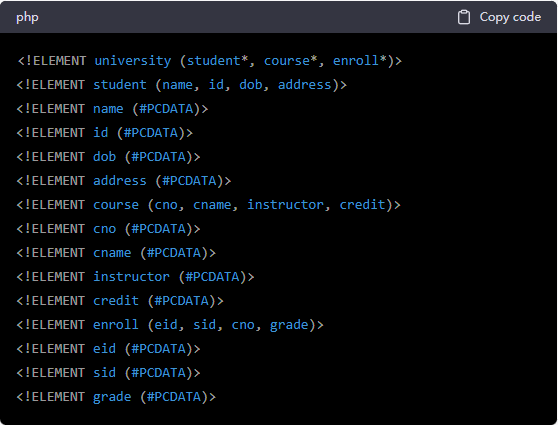 php Copy code
<!ELEMENT university (student*, course*, enroll*)>
<!ELEMENT student (name, id, dob, address)>
<!ELEMENT name (#PCDATA)>
<!ELEMENT id (#PCDATA)>
<!ELEMENT dob (#PCDATA)>
<!ELEMENT address (#PCDATA)>
<!ELEMENT course (cno, cname, instructor, credit)>
<!ELEMENT cno (#PCDATA)>
<!ELEMENT cname (#PCDATA)>
<!ELEMENT instructor (#PCDATA)>
<!ELEMENT credit (#PCDATA)>
<!ELEMENT enroll (eid, sid, cno, grade)>
<!ELEMENT eid (#PCDATA)>
<!ELEMENT sid (#PCDATA)>
<!ELEMENT grade (#PCDATA)>